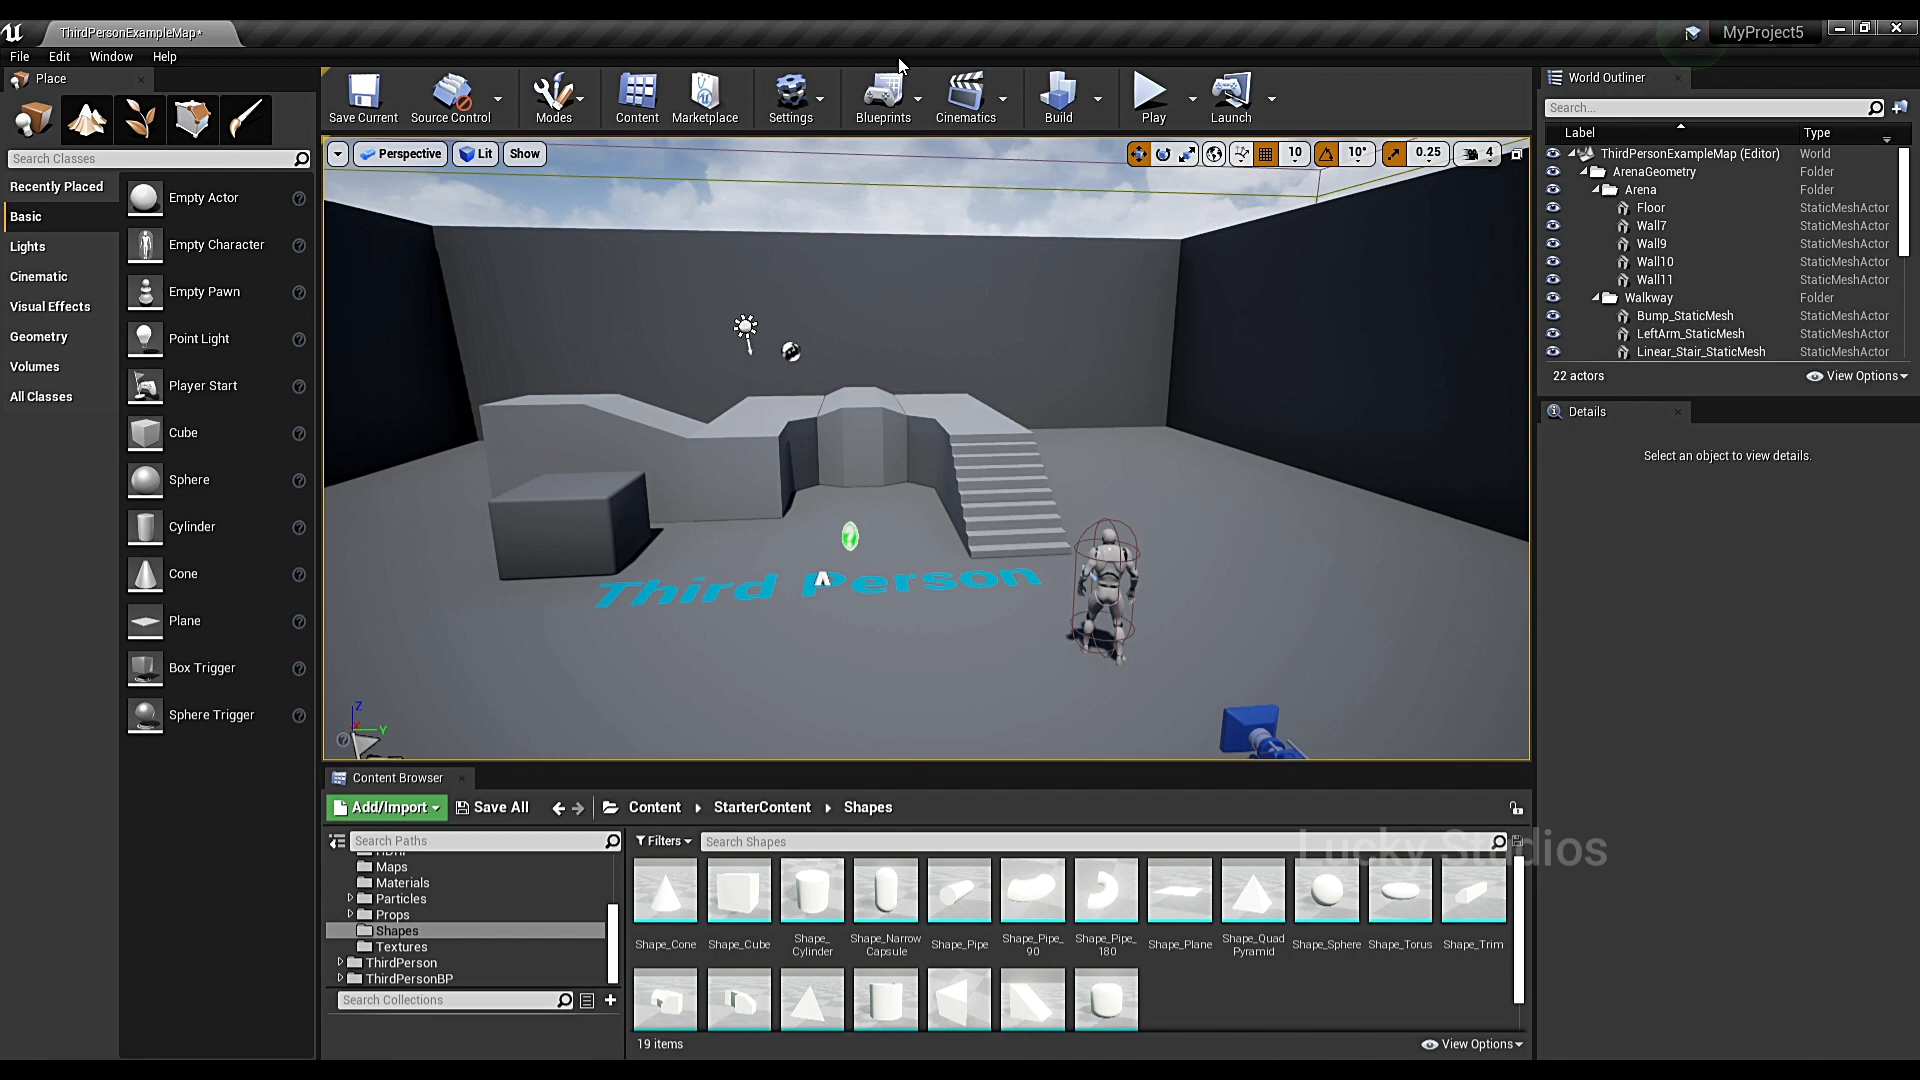 ThirdPersonExampleMap*
MyProject5
File Edit Window Help
Place
Search Classes
Recently Placed
Basic
Lights
Cinematic
Visual Effects
Geometry
Volumes
All Classes
Empty Actor
Empty Character
Empty Pawn
Point Light
Player Start
Cube
Sphere
Cylinder
Cone
Plane
Box Trigger
Sphere Trigger
Save Current Source Control Modes Content Marketplace Settings Blueprints Cinematics Build Play Launch
Perspective Lit Show
10 10° 0.25 4
Third Person
Z
X
Y
World Outliner
Search...
Label Type
ThirdPersonExampleMap (Editor) World
ArenaGeometry Folder
Arena Folder
Floor StaticMeshActor
Wall7 StaticMeshActor
Wall9 StaticMeshActor
Wall10 StaticMeshActor
Wall11 StaticMeshActor
Walkway Folder
Bump_StaticMesh StaticMeshActor
LeftArm_StaticMesh StaticMeshActor
Linear_Stair_StaticMesh StaticMeshActor
22 actors View Options
Details
Select an object to view details.
Content Browser
Add/Import Save All Content StarterContent Shapes
Search Paths
Maps
Materials
Particles
Props
Shapes
Textures
ThirdPerson
ThirdPersonBP
Search Collections
Filters Search Shapes
Shape_Cone
Shape_Cube
Shape_
Cylinder
Shape_Narrow
Capsule
Shape_Pipe
Shape_Pipe_
90
Shape_Pipe_
180
Shape_Plane
Shape_Quad
Pyramid
Shape_Sphere
Shape_Torus
Shape_Trim
19 items View Options
Lucky Studios